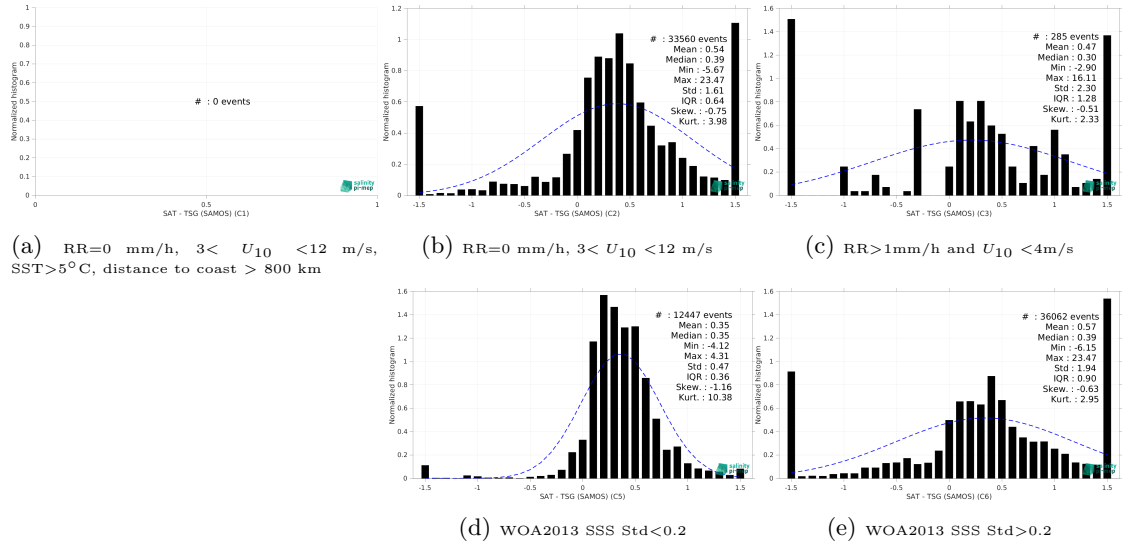 1
0.9
0.8
0.7
0.6
0.5
0.4
0.3
0.2
0.1
0
Normalized histogram
# : 0 events
0 0.5 1
SAT - TSG (SAMOS) (C1)
salinity
pi-mep
(a) RR=0 mm/h, 3< U10 <12 m/s,
SST>5°C, distance to coast > 800 km
1.2
1
0.8
0.6
0.4
0.2
0
Normalized histogram
# : 33560 events
Mean : 0.54
Median : 0.39
Min : -5.67
Max : 23.47
Std : 1.61
IQR : 0.64
Skew. : -0.75
Kurt. : 3.98
-1.5 -1 -0.5 0 0.5 1 1.5
SAT - TSG (SAMOS) (C2)
(b) RR=0 mm/h, 3< U10 <12 m/s
1.6
1.4
1.2
1
0.8
0.6
0.4
0.2
0
Normalized histogram
# : 285 events
Mean : 0.47
Median : 0.30
Min : -2.90
Max : 16.11
Std : 2.30
IQR : 1.28
Skew. : -0.51
Kurt. : 2.33
-1.5 -1 -0.5 0 0.5 1 1.5
SAT - TSG (SAMOS) (C3)
(c) RR>1mm/h and U10 <4m/s
1.6
1.4
1.2
1
0.8
0.6
0.4
0.2
0
Normalized histogram
# : 12447 events
Mean : 0.35
Median : 0.35
Min : -4.12
Max : 4.31
Std : 0.47
IQR : 0.36
Skew. : -1.16
Kurt. : 10.38
-1.5 -1 -0.5 0 0.5 1 1.5
SAT - TSG (SAMOS) (C5)
(d) WOA2013 SSS Std<0.2
1.6
1.4
1.2
1
0.8
0.6
0.4
0.2
0
Normalized histogram
# : 36062 events
Mean : 0.57
Median : 0.39
Min : -6.15
Max : 23.47
Std : 1.94
IQR : 0.90
Skew. : -0.63
Kurt. : 2.95
-1.5 -1 -0.5 0 0.5 1 1.5
SAT - TSG (SAMOS) (C6)
(e) WOA2013 SSS Std>0.2